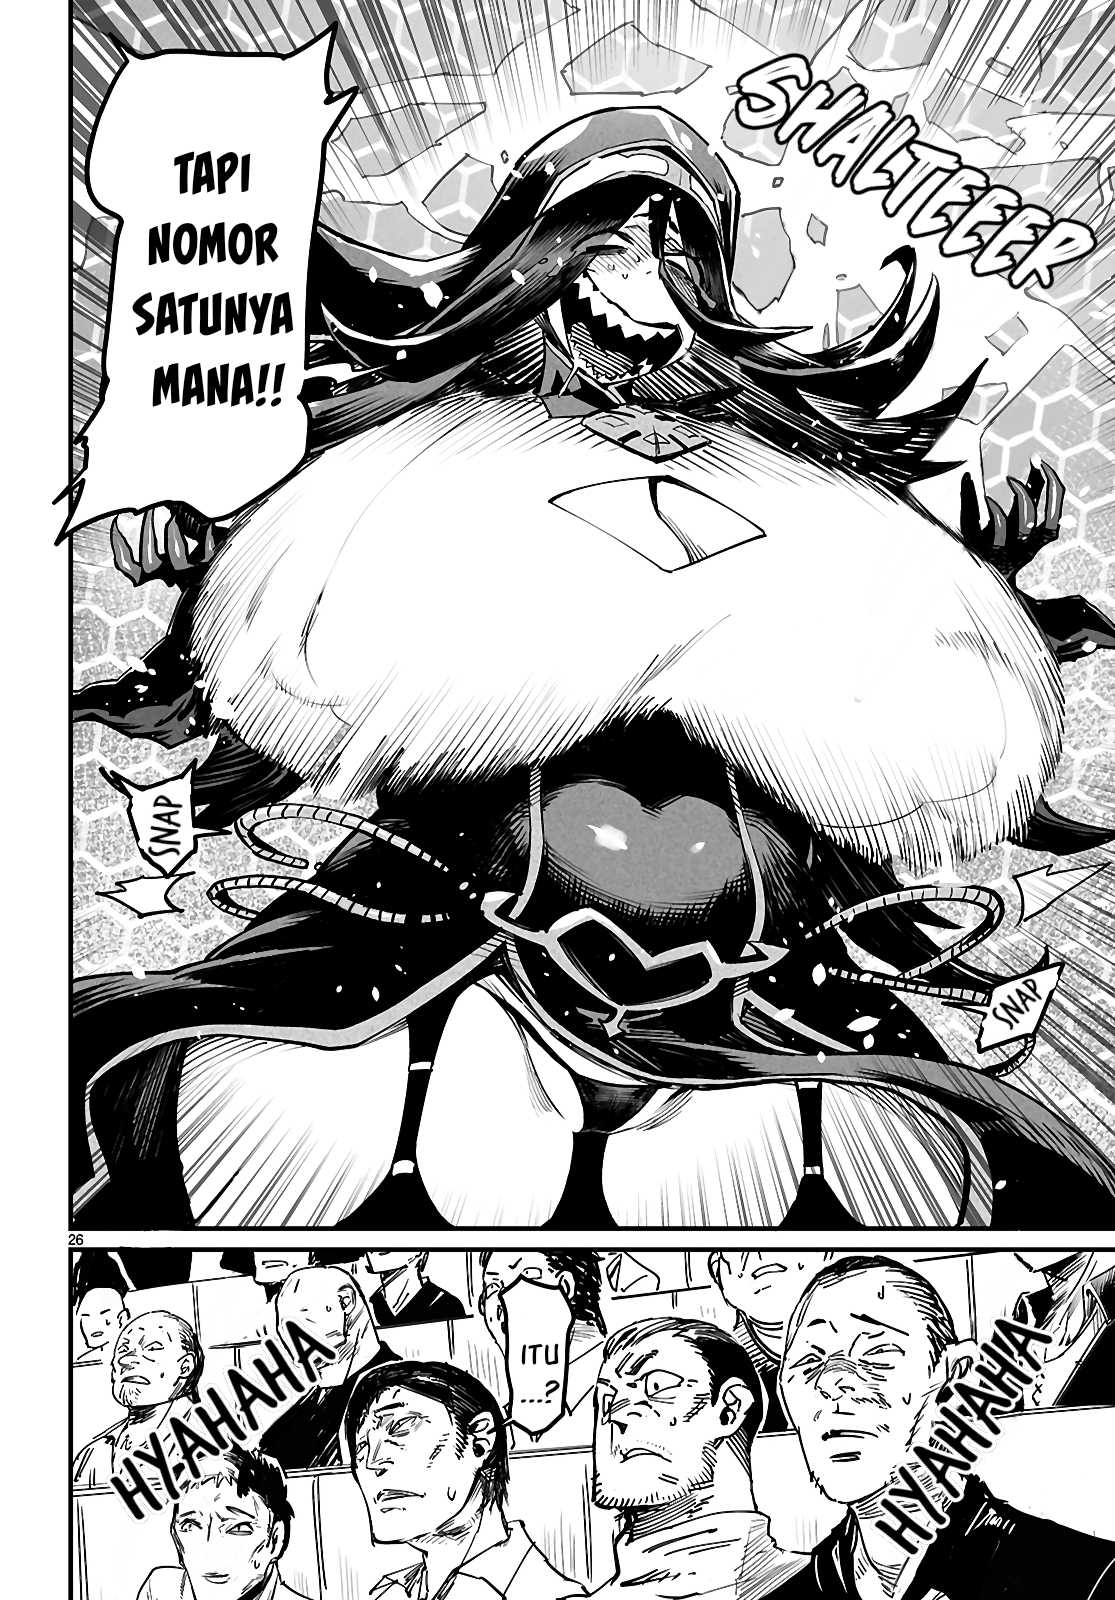 SHALTEEER
TAPI
NOMOR
SATUNYA
MANA!!
SNAP
SNAP
26
ITU
...?
HYAHAHA
HYAHAHA